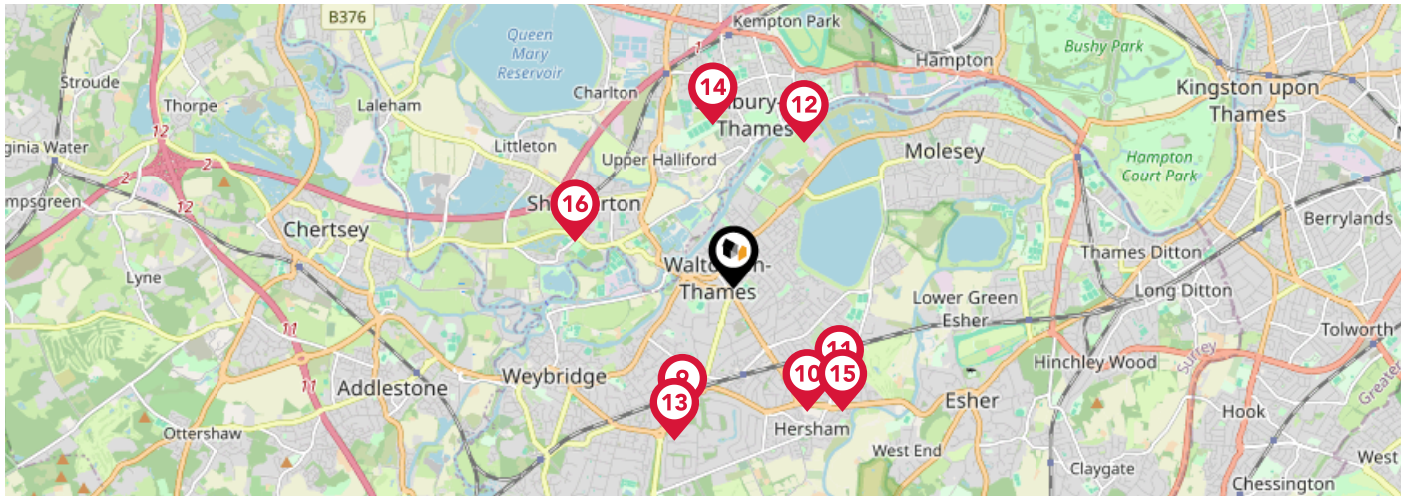 B376
Kempton Park
Queen
Mary
Reservoir
Bushy Park
Hampton
1
Stroude
Thorpe
Laleham
Charlton
14
12
Kingston upon
Thames
Thames
12
Littleton
Upper Halliford
Molesey
Hampton
Court Park
2
2
12
16
Berrylands
Chertsey
Thames Ditton
Lyne
Thames
Long Ditton
Lower Green
Esher
11
Tolworth
11
Surrey
Hinchley Wood
11
Weybridge
Addlestone
10
15
13
Esher
Hook
Ottershaw
Hersham
West End
Claygate
West
Chessington